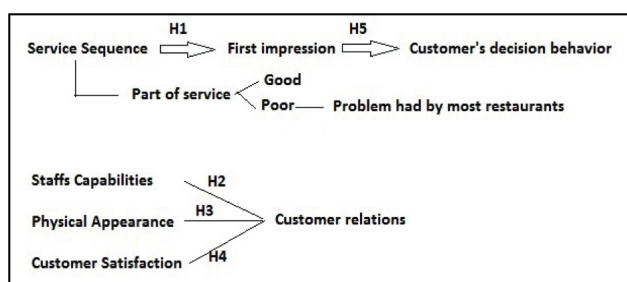 H1 H5
Service Sequence First impression Customer's decision behavior
Good
Part of service
Poor Problem had by most restaurants
Staffs Capabilities H2
H3
Physical Appearance Customer relations
Customer Satisfaction H4